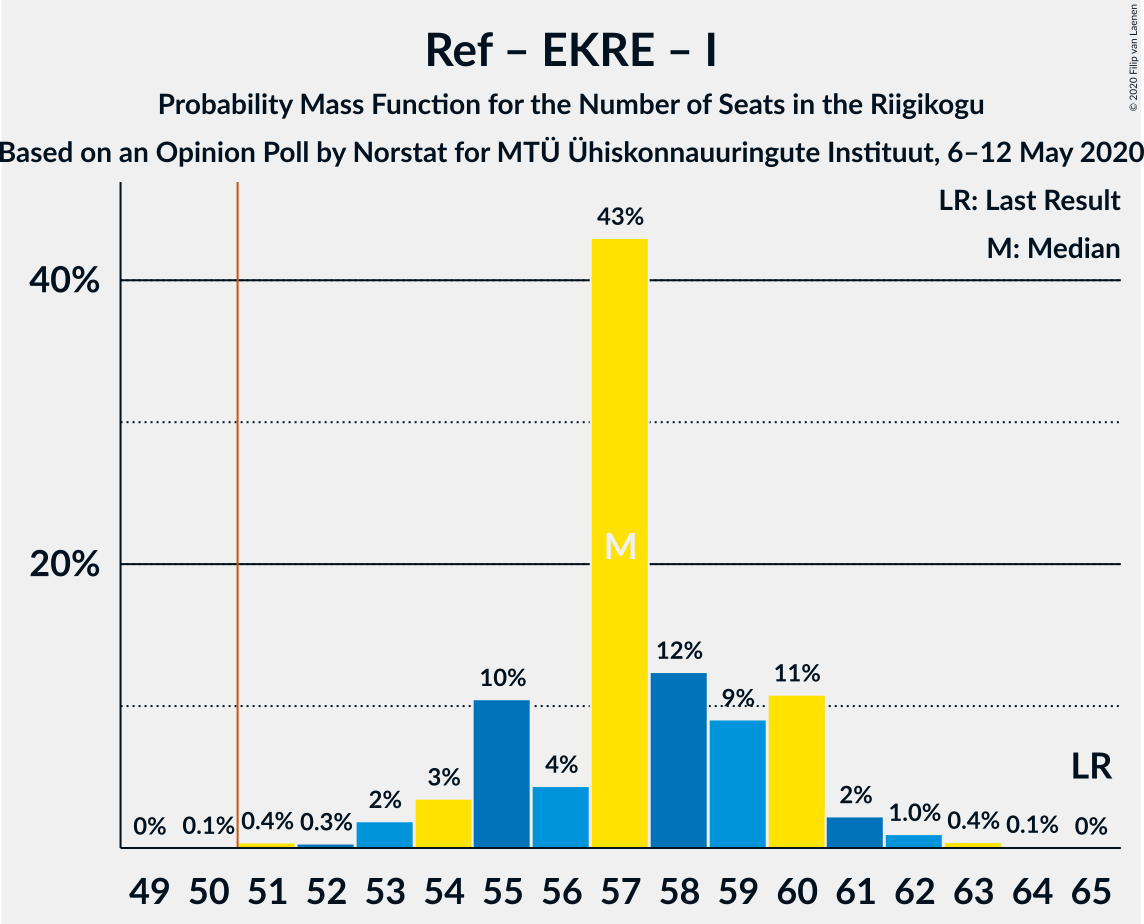 Ref – EKRE – I
Probability Mass Function for the Number of Seats in the Riigikogu
Based on an Opinion Poll by Norstat for MTÜ Ühiskonnauuringute Instituut, 6–12 May 2020
© 2020 Filip van Laenen
LR: Last Result
M: Median
43%
40%
M
20%
12%
11%
10%
9%
LR
4%
3%
2%
2%
0% 0.1% 0.4% 0.3% 1.0% 0.4% 0.1% 0%
49 50 51 52 53 54 55 56 57 58 59 60 61 62 63 64 65